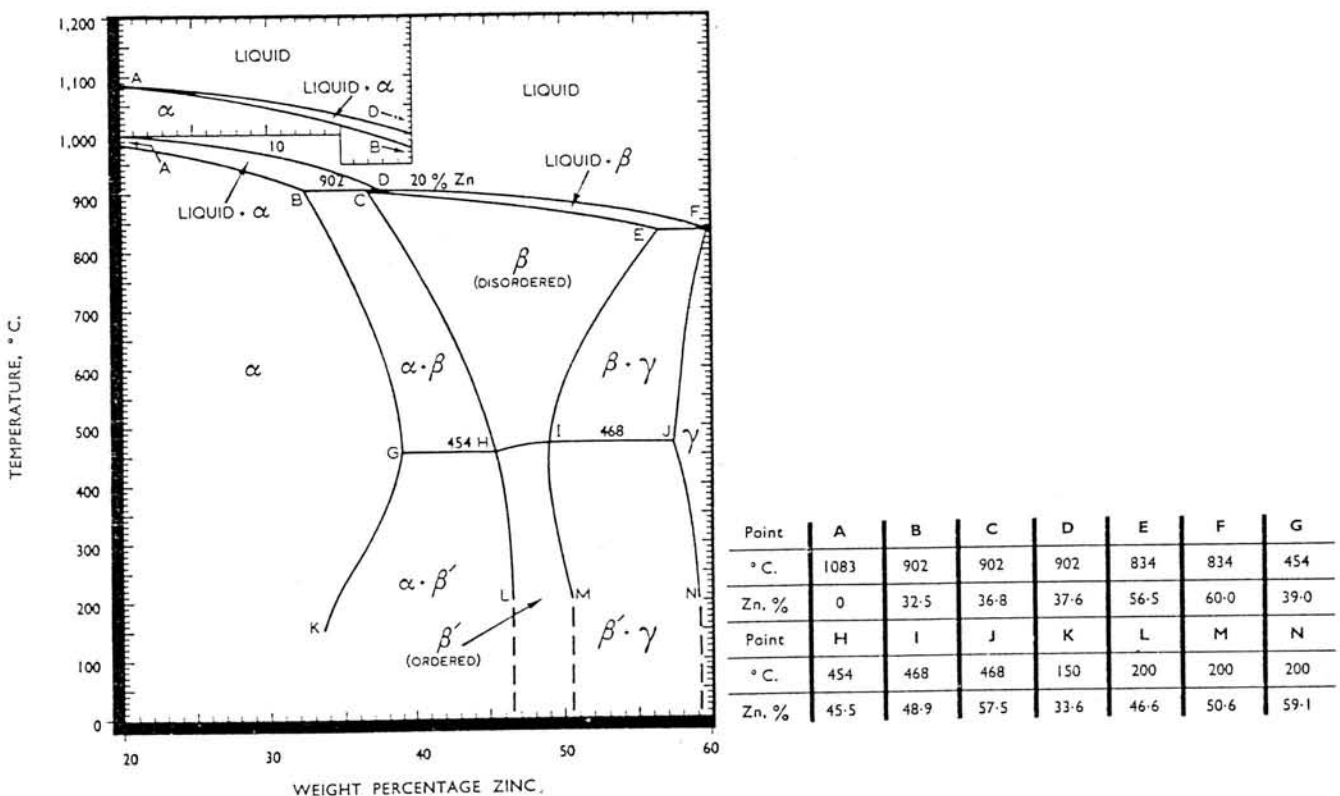 1,200
LIQUID
1,100
A
LIQUID + α
LIQUID
α
D
1,000
10
B
A
902
D
20 % Zn
LIQUID + β
900
B
C
LIQUID + α
F
E
800
β
(DISORDERED)
700
α + β
β + γ
600
α
500
454 H
I
468
J
γ
G
400
300
α + β′
200
L
M
N
K
β′
(ORDERED)
β′ + γ
100
0
20
30
40
50
60
TEMPERATURE, °C.
WEIGHT PERCENTAGE ZINC,
Point A B C D E F G
°C. 1083 902 902 902 834 834 454
Zn, % 0 32·5 36·8 37·6 56·5 60·0 39·0
Point H I J K L M N
°C. 454 468 468 150 200 200 200
Zn, % 45·5 48·9 57·5 33·6 46·6 50·6 59·1